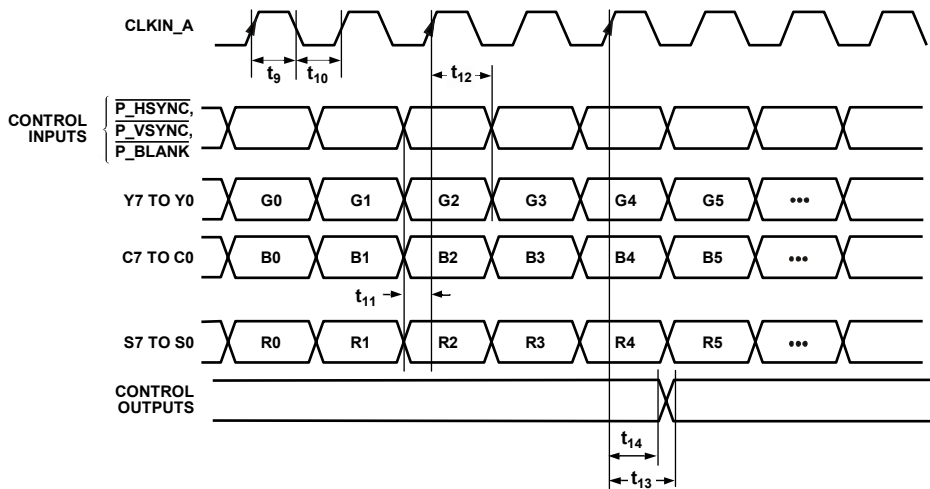 CLKIN_A
t9 t10 t12
CONTROL INPUTS
P_HSYNC,
P_VSYNC,
P_BLANK
Y7 TO Y0 G0 G1 G2 G3 G4 G5 •••
C7 TO C0 B0 B1 B2 B3 B4 B5 •••
t11
S7 TO S0 R0 R1 R2 R3 R4 R5 •••
CONTROL
OUTPUTS
t14
t13